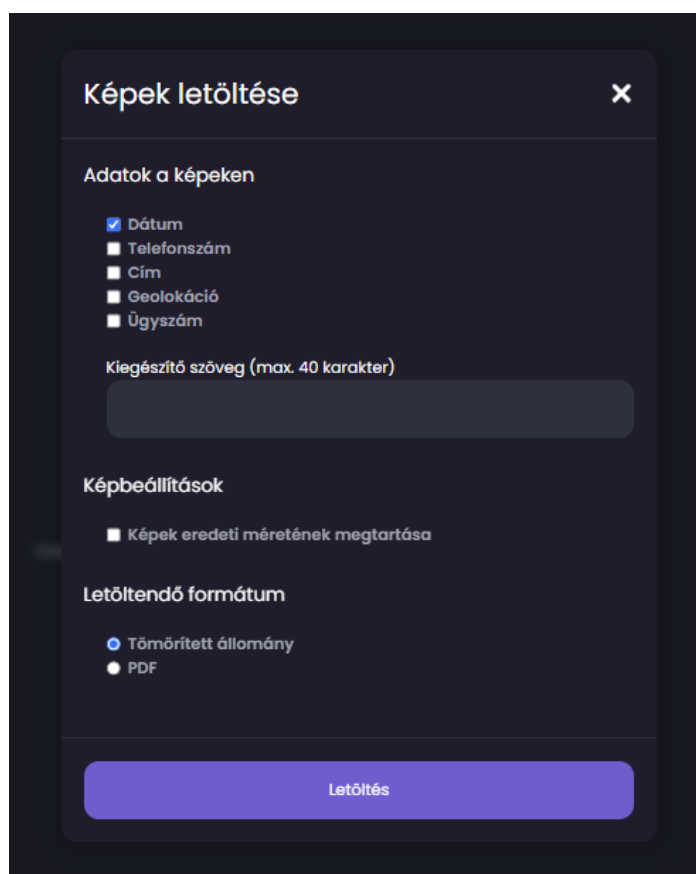 Képek letöltése
Adatok a képeken
Dátum
Telefonszám
Cím
Geolokáció
Ügyszám
Kiegészítő szöveg (max. 40 karakter)
Képbeállítások
Képek eredeti méretének megtartása
Letöltendő formátum
Tömörített állomány
PDF
Letöltés